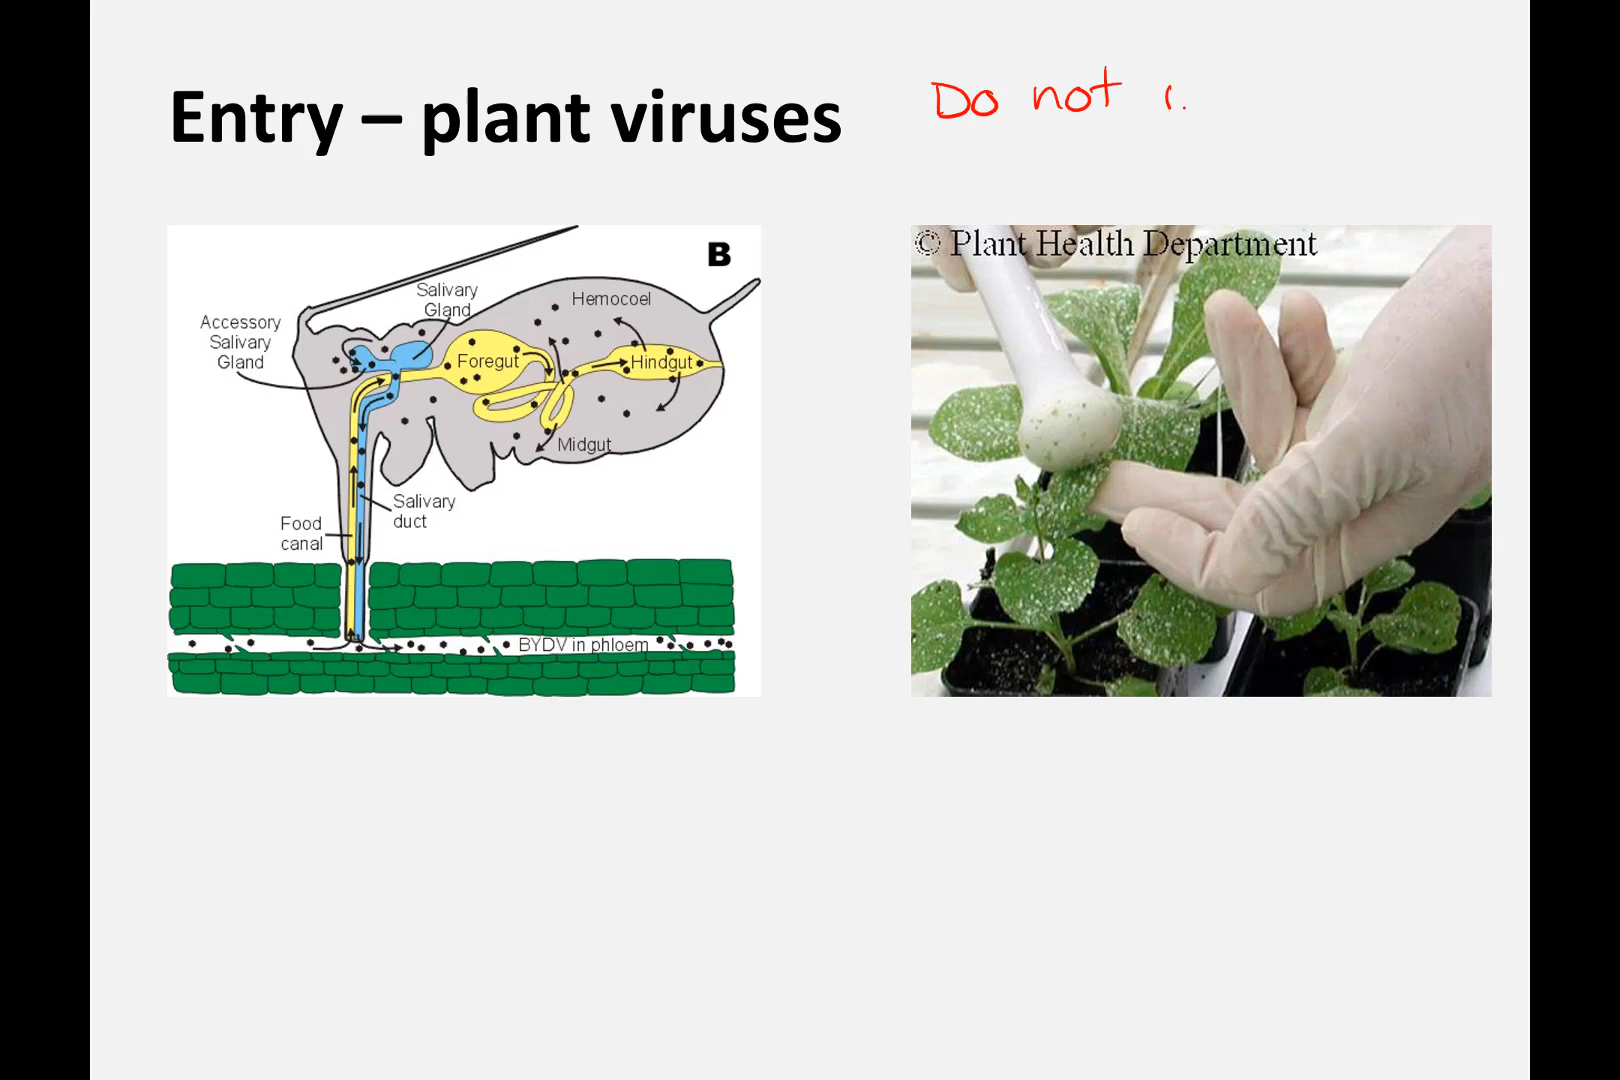 Entry – plant viruses
Do not
B
Salivary
Gland
Hemocoel
Accessory
Salivary
Gland
Foregut
Hindgut
Midgut
Salivary
duct
Food
canal
BYDV in phloem
© Plant Health Department